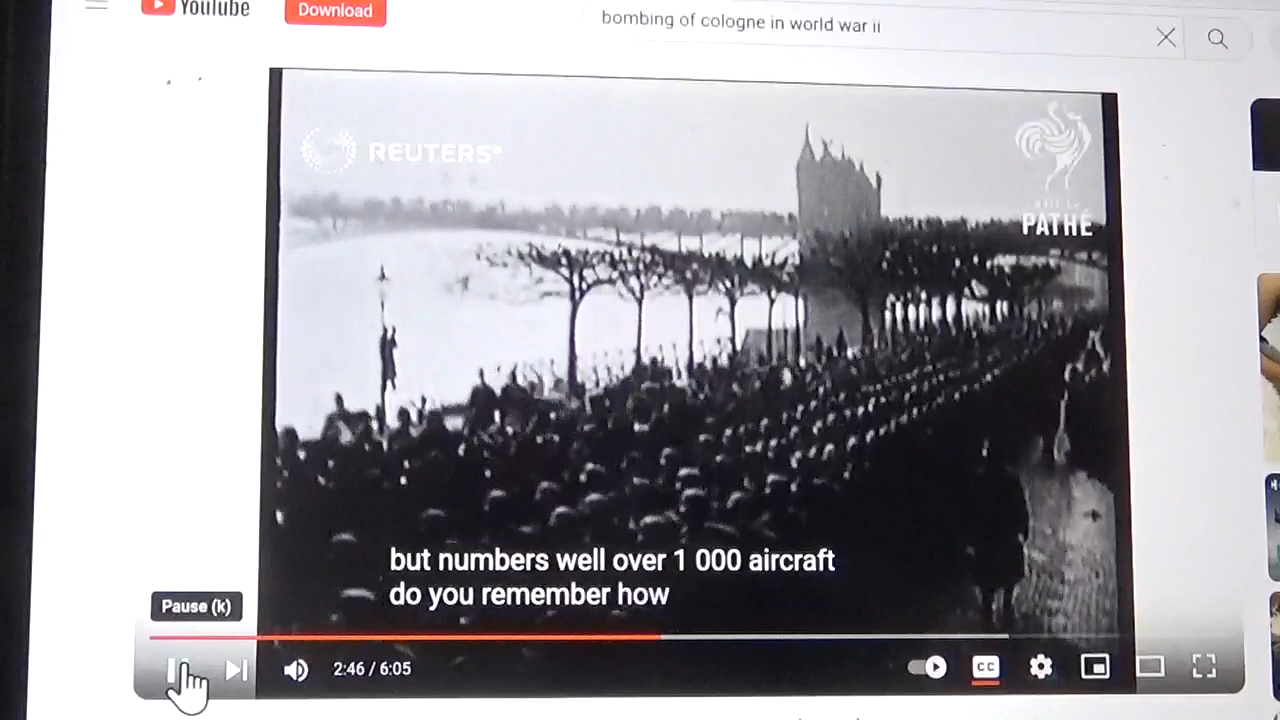 YouTube
Download
bombing of cologne in world war ii
REUTERS
PATHÉ
but numbers well over 1 000 aircraft
do you remember how
Pause (k)
2:46 / 6:05
CC